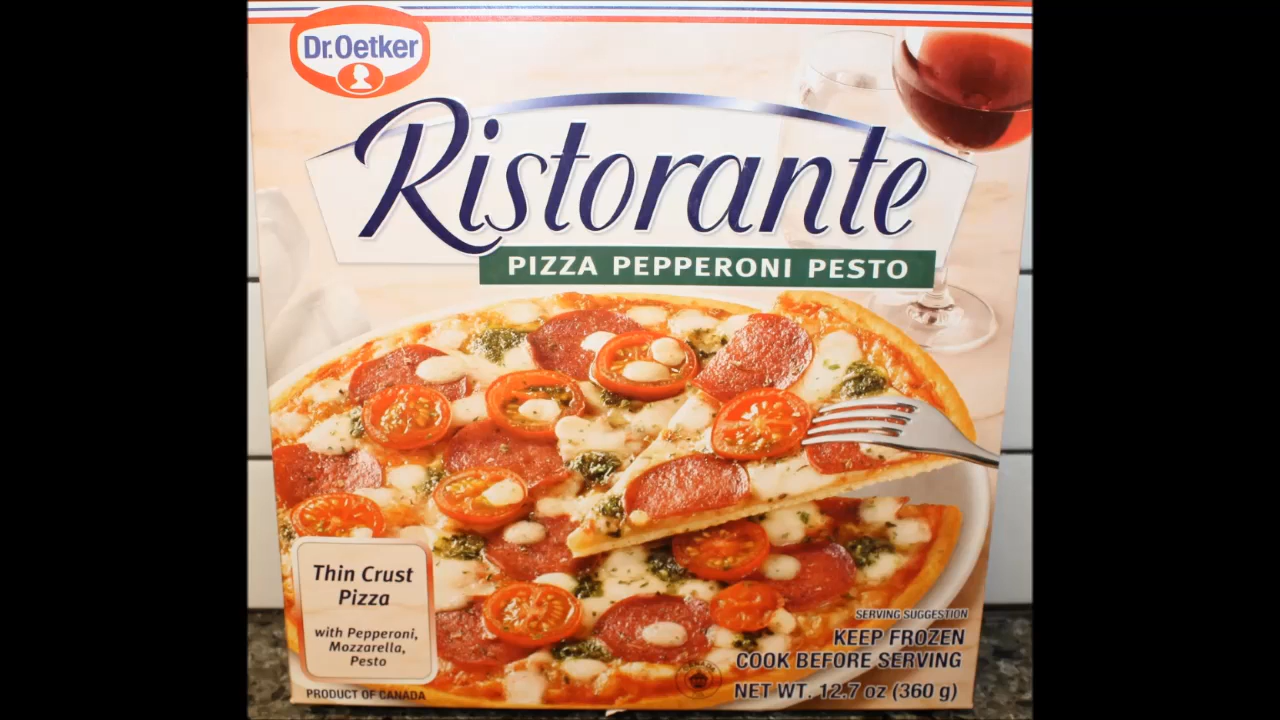 Dr.Oetker
Ristorante
PIZZA PEPPERONI PESTO
Thin Crust
Pizza
with Pepperoni,
Mozzarella,
Pesto
PRODUCT OF CANADA
SERVING SUGGESTION
KEEP FROZEN
COOK BEFORE SERVING
NET WT. 12.7 oz (360 g)